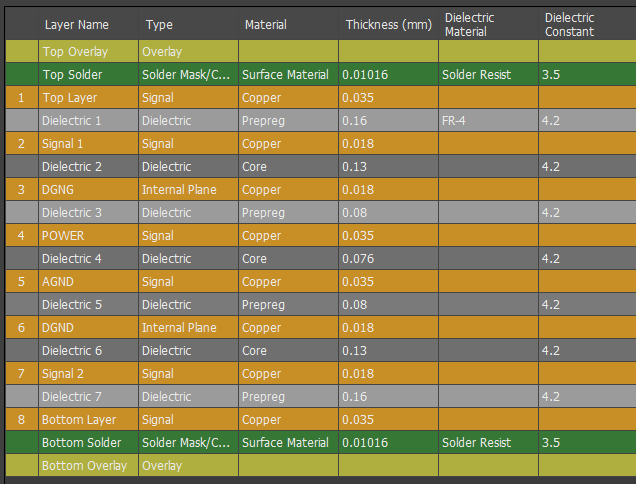 Layer Name Type Material Thickness (mm) Dielectric Material Dielectric Constant
Top Overlay Overlay
Top Solder Solder Mask/C... Surface Material 0.01016 Solder Resist 3.5
1 Top Layer Signal Copper 0.035
Dielectric 1 Dielectric Prepreg 0.16 FR-4 4.2
2 Signal 1 Signal Copper 0.018
Dielectric 2 Dielectric Core 0.13 4.2
3 DGNG Internal Plane Copper 0.018
Dielectric 3 Dielectric Prepreg 0.08 4.2
4 POWER Signal Copper 0.035
Dielectric 4 Dielectric Core 0.076 4.2
5 AGND Signal Copper 0.035
Dielectric 5 Dielectric Prepreg 0.08 4.2
6 DGND Internal Plane Copper 0.018
Dielectric 6 Dielectric Core 0.13 4.2
7 Signal 2 Signal Copper 0.018
Dielectric 7 Dielectric Prepreg 0.16 4.2
8 Bottom Layer Signal Copper 0.035
Bottom Solder Solder Mask/C... Surface Material 0.01016 Solder Resist 3.5
Bottom Overlay Overlay